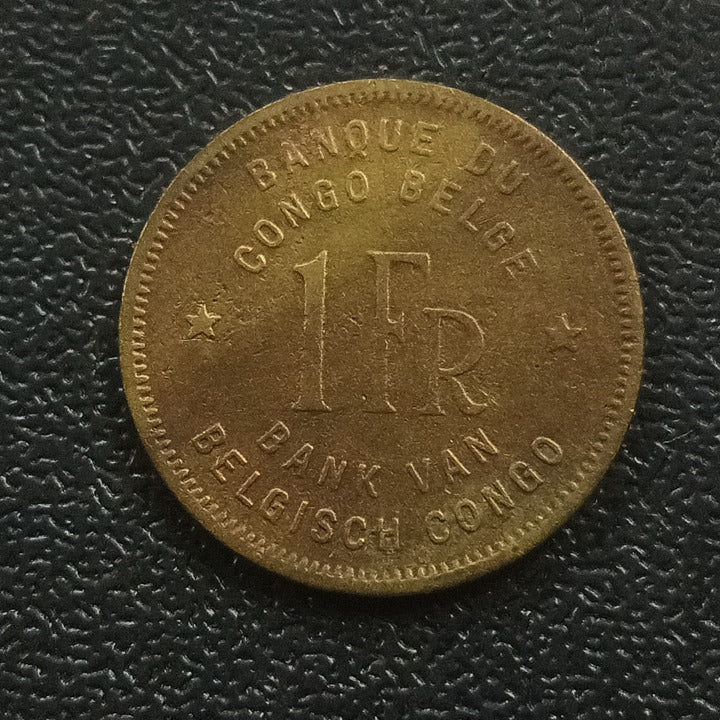 BANQUE DU
CONGO BELGE
1 FR
BANK VAN
BELGISCH CONGO